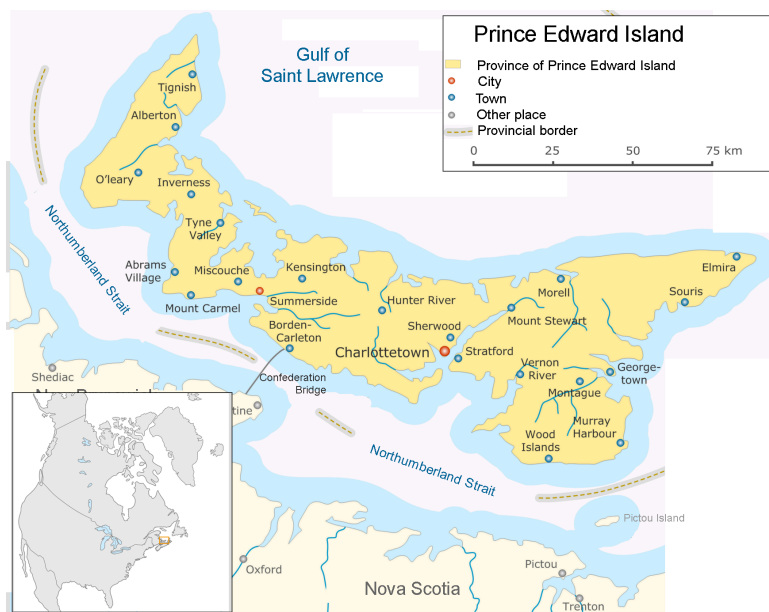 Prince Edward Island
Province of Prince Edward Island
City
Town
Other place
Provincial border
0 25 50 75 km
Gulf of
Saint Lawrence
Tignish
Alberton
O'leary
Inverness
Tyne
Valley
Northumberland Strait
Abrams
Village
Miscouche
Mount Carmel
Kensington
Summerside
Hunter River
Borden-
Carleton
Sherwood
Charlottetown
Stratford
Confederation
Bridge
Elmira
Souris
Morell
Mount Stewart
Vernon
River
George-
town
Montague
Murray
Harbour
Wood
Islands
Northumberland Strait
Shediac
tine
Pictou Island
Oxford
Nova Scotia
Pictou
Trenton